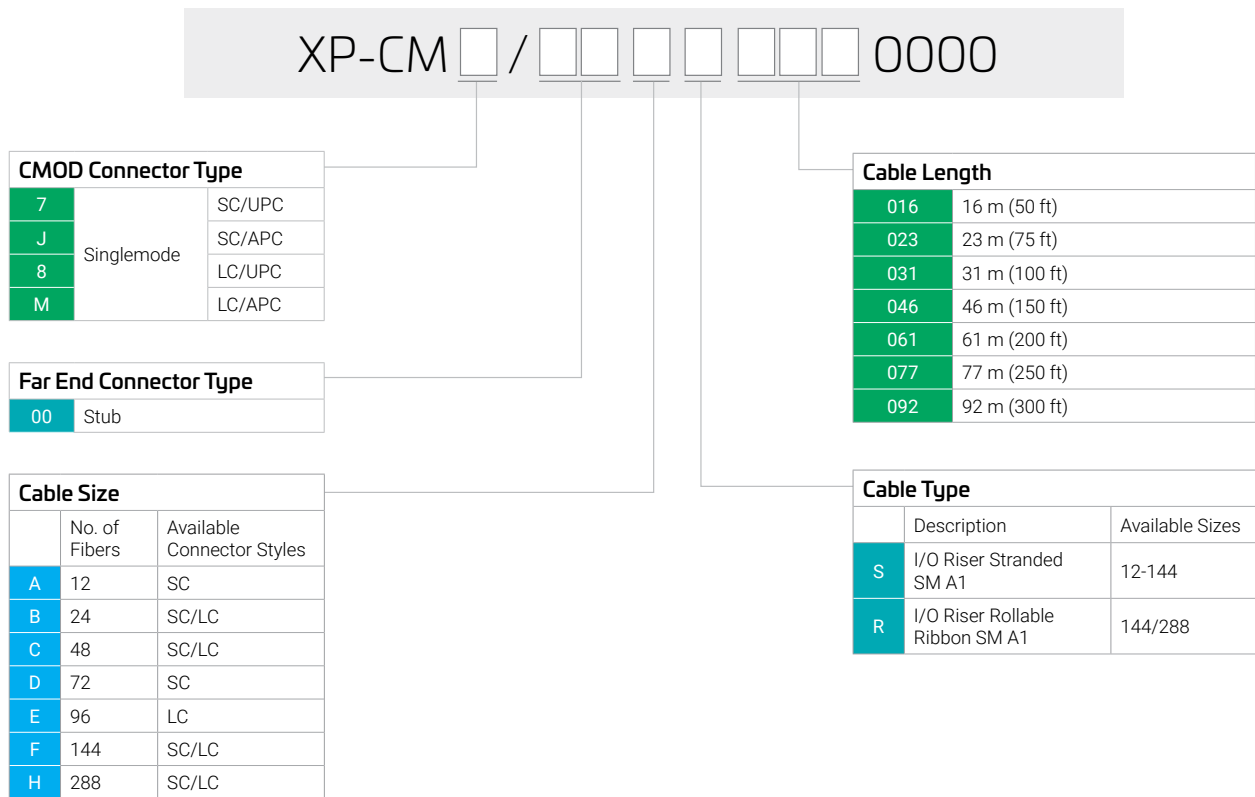 XP-CM / 0000
CMOD Connector Type
7 Singlemode SC/UPC
J SC/APC
8 LC/UPC
M LC/APC
Far End Connector Type
00 Stub
Cable Size
No. of Fibers Available Connector Styles
A 12 SC
B 24 SC/LC
C 48 SC/LC
D 72 SC
E 96 LC
F 144 SC/LC
H 288 SC/LC
Cable Length
016 16 m (50 ft)
023 23 m (75 ft)
031 31 m (100 ft)
046 46 m (150 ft)
061 61 m (200 ft)
077 77 m (250 ft)
092 92 m (300 ft)
Cable Type
Description Available Sizes
S I/O Riser Stranded SM A1 12-144
R I/O Riser Rollable Ribbon SM A1 144/288